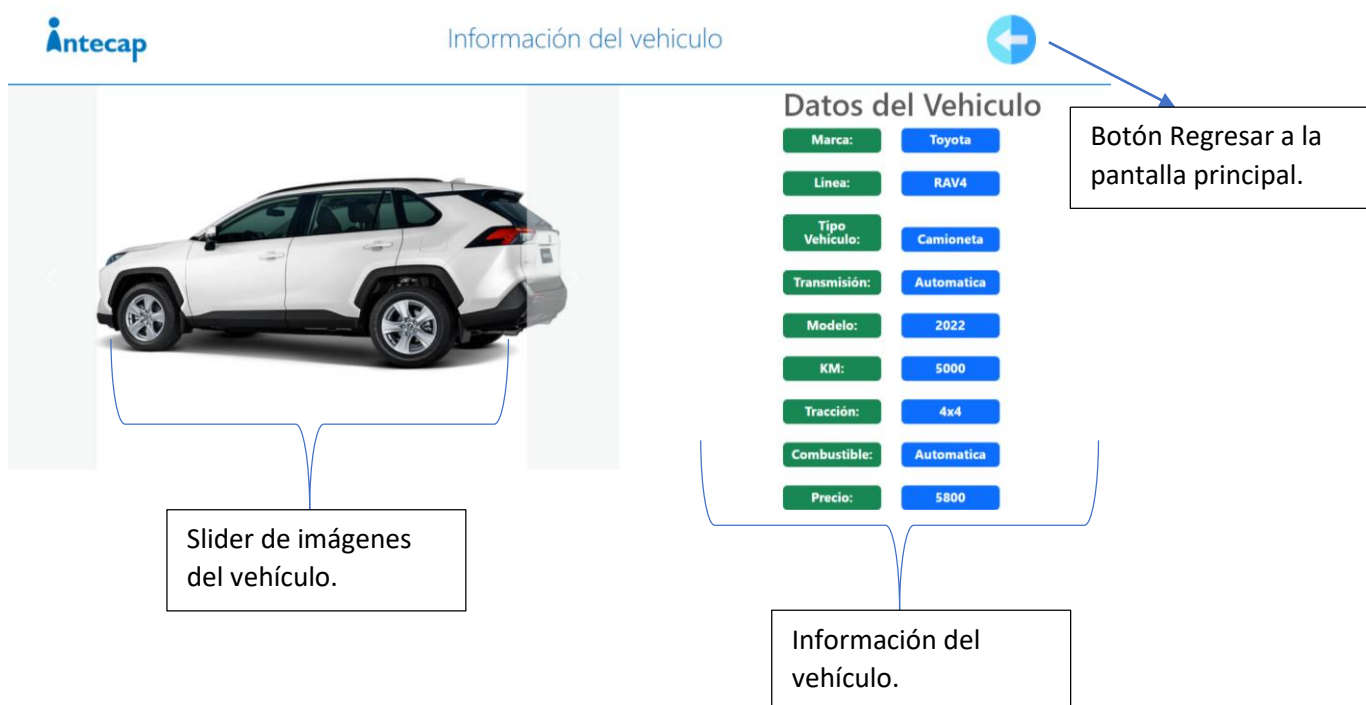 intecap
Información del vehiculo
Datos del Vehiculo
Marca: Toyota
Linea: RAV4
Tipo
Vehiculo: Camioneta
Transmisión: Automatica
Modelo: 2022
KM: 5000
Tracción: 4x4
Combustible: Automatica
Precio: 5800
Botón Regresar a la
pantalla principal.
Slider de imágenes
del vehículo.
Información del
vehículo.